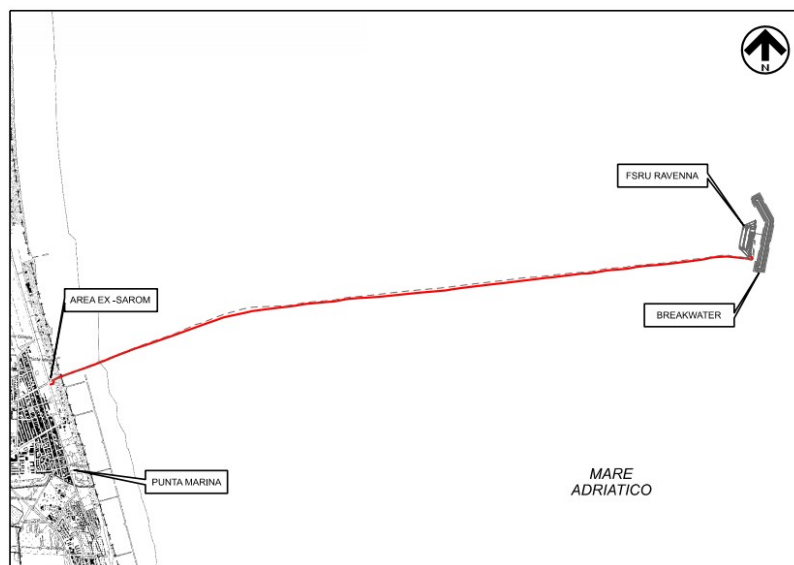 N
FSRU RAVENNA
AREA EX -SAROM
BREAKWATER
PUNTA MARINA
MARE
ADRIATICO